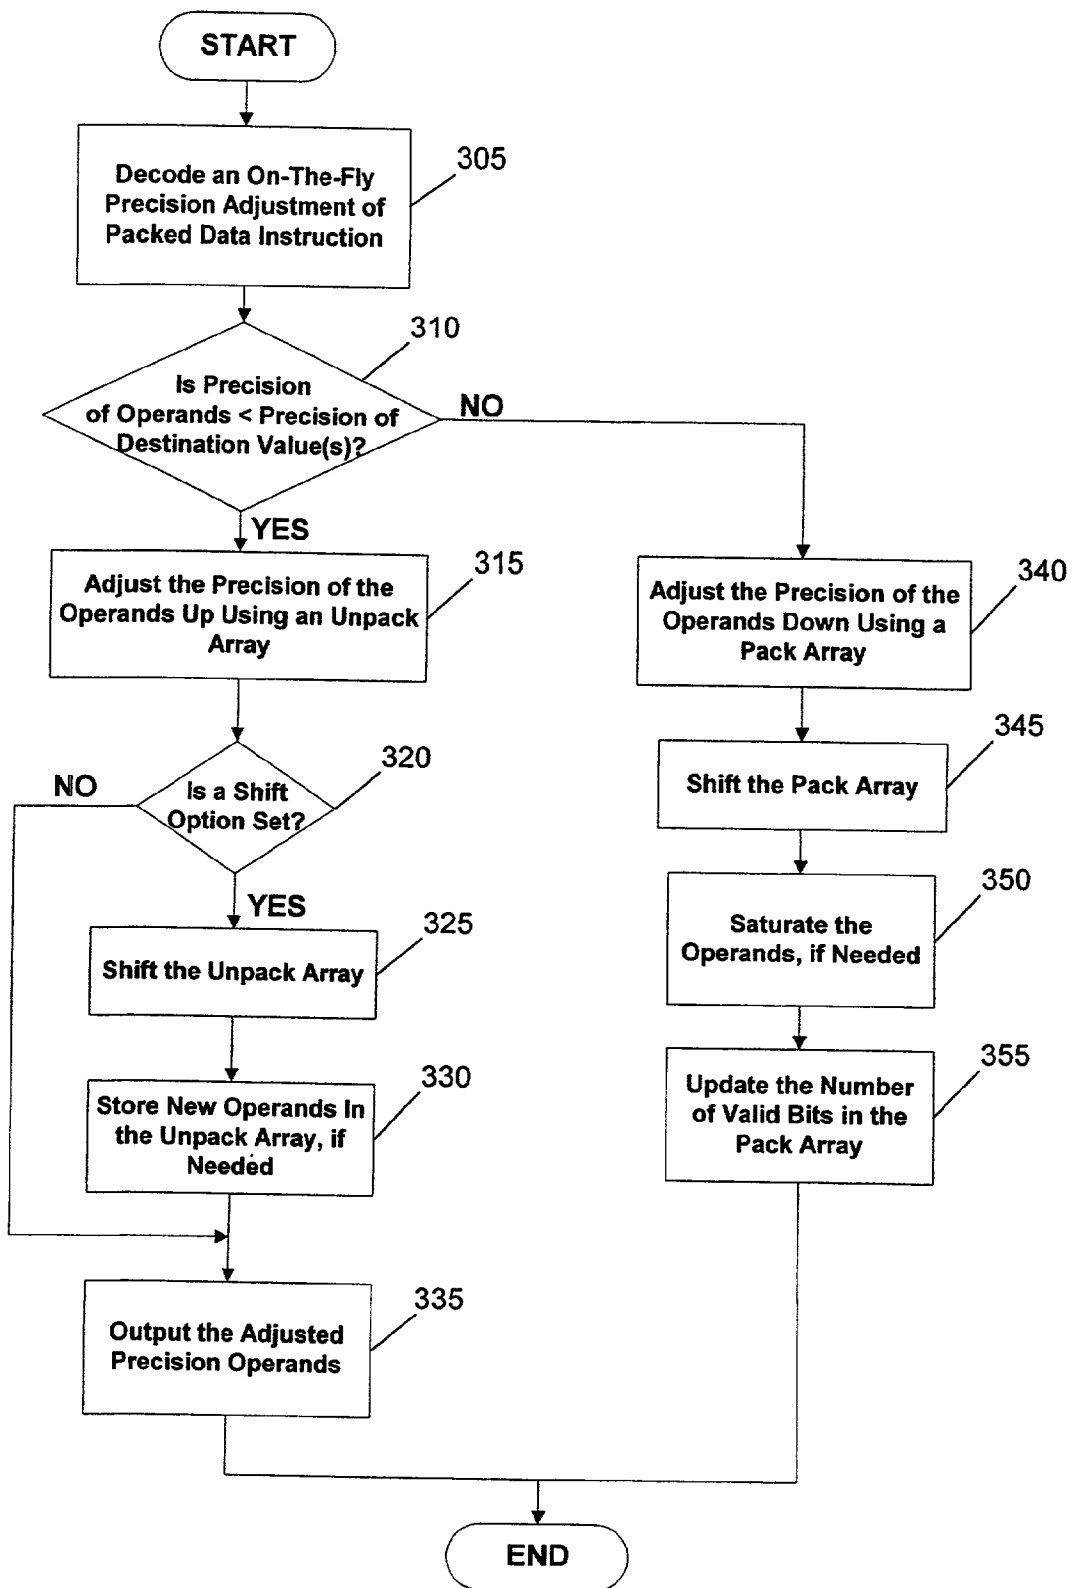 START
Decode an On-The-Fly
Precision Adjustment of
Packed Data Instruction
305
310
Is Precision
of Operands < Precision of
Destination Value(s)?
NO
YES
Adjust the Precision of the
Operands Up Using an Unpack
Array
315
Adjust the Precision of the
Operands Down Using a
Pack Array
340
Is a Shift
Option Set?
320
NO
YES
Shift the Pack Array
345
Shift the Unpack Array
325
Saturate the
Operands, if Needed
350
Store New Operands In
the Unpack Array, if
Needed
330
Update the Number
of Valid Bits in the
Pack Array
355
Output the Adjusted
Precision Operands
335
END